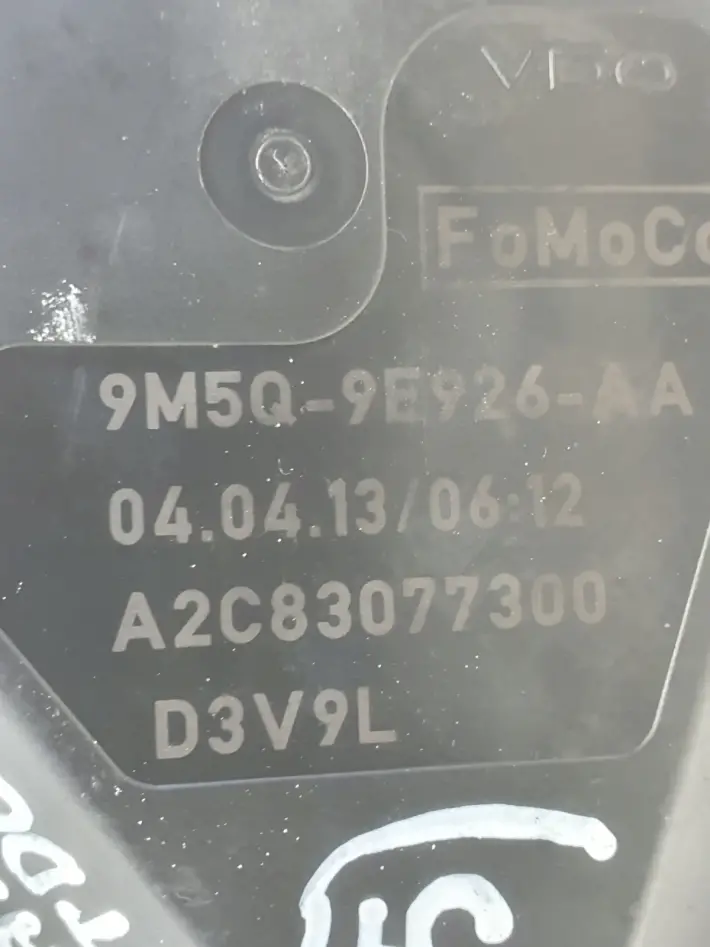 VDO
FoMoCo
9M5Q-9E926-AA
04.04.13/06:12
A2C83077300
D3V9L